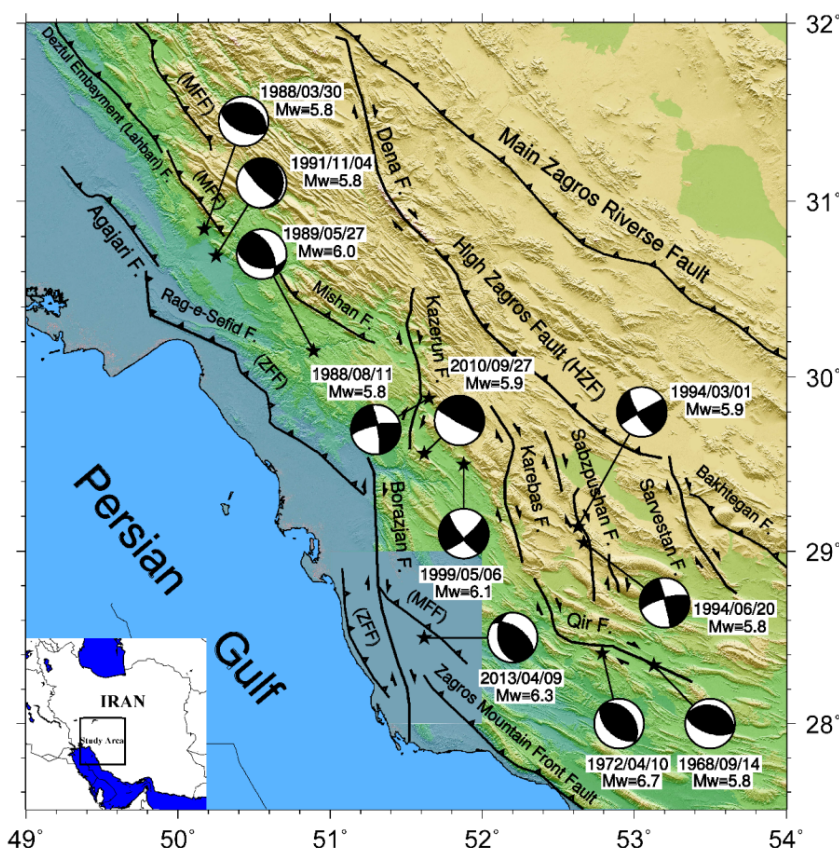 32°
1988/03/30
Mw=5.8
Dezful Embayment (Lahbari) F.
(MFF)
Dena F.
1991/11/04
Mw=5.8
Main Zagros Riverse Fault
31°
(MFF)
Agajari F.
1989/05/27
Mw=6.0
High Zagros Fault (HZF)
Mishan F.
Rag-e-Sefid F.
Kazerun F.
(ZFF)
30°
1988/08/11
Mw=5.8
2010/09/27
Mw=5.9
1994/03/01
Mw=5.9
Persian Gulf
Borazjan F.
Karebas F.
Sabzpushan F.
Sarvestan F.
Bakhtegan F.
29°
1999/05/06
Mw=6.1
1994/06/20
Mw=5.8
(ZFF)
(MFF)
Qir F.
2013/04/09
Mw=6.3
Zagros Mountain Front Fault
28°
1972/04/10
Mw=6.7
1968/09/14
Mw=5.8
IRAN
Study Area
49°
50°
51°
52°
53°
54°